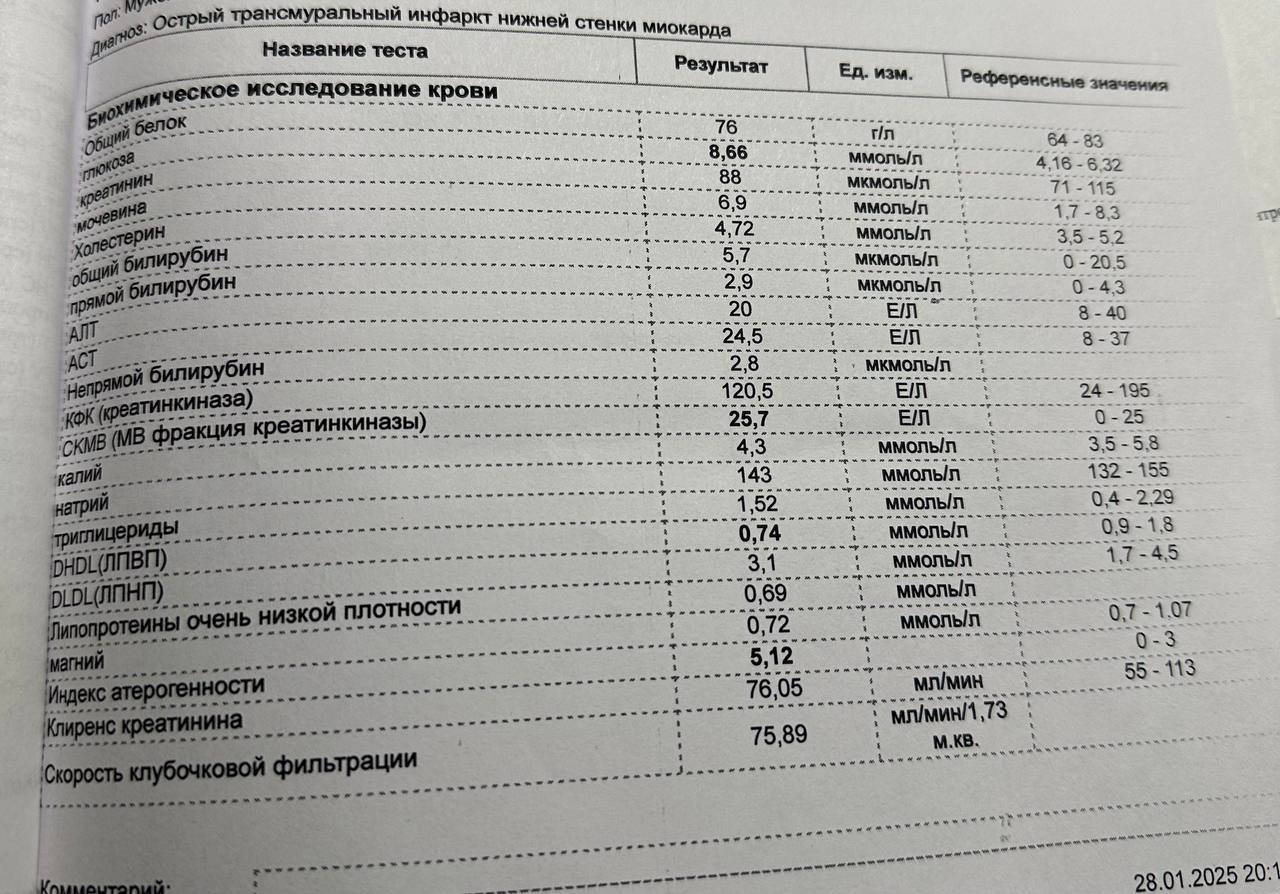 Пол: Муж
Диагноз: Острый трансмуральный инфаркт нижней стенки миокарда
Название теста Результат Ед. изм. Референсные значения
Биохимическое исследование крови
Общий белок 76 г/л 64 - 83
глюкоза 8,66 ммоль/л 4,16 - 6,32
креатинин 88 мкмоль/л 71 - 115
мочевина 6,9 ммоль/л 1,7 - 8,3
Холестерин 4,72 ммоль/л 3,5 - 5,2
общий билирубин 5,7 мкмоль/л 0 - 20,5
прямой билирубин 2,9 мкмоль/л 0 - 4,3
АЛТ 20 Е/Л 8 - 40
АСТ 24,5 Е/Л 8 - 37
Непрямой билирубин 2,8 мкмоль/л
КФК (креатинкиназа) 120,5 Е/Л 24 - 195
СКМВ (МВ фракция креатинкиназы) 25,7 Е/Л 0 - 25
калий 4,3 ммоль/л 3,5 - 5,8
натрий 143 ммоль/л 132 - 155
триглицериды 1,52 ммоль/л 0,4 - 2,29
DHDL(ЛПВП) 0,74 ммоль/л 0,9 - 1,8
DLDL(ЛПНП) 3,1 ммоль/л 1,7 - 4,5
Липопротеины очень низкой плотности 0,69 ммоль/л
магний 0,72 ммоль/л 0,7 - 1.07
Индекс атерогенности 5,12 0 - 3
Клиренс креатинина 76,05 мл/мин 55 - 113
Скорость клубочковой фильтрации 75,89 мл/мин/1,73 м.кв.
Комментарий:
28.01.2025 20:1